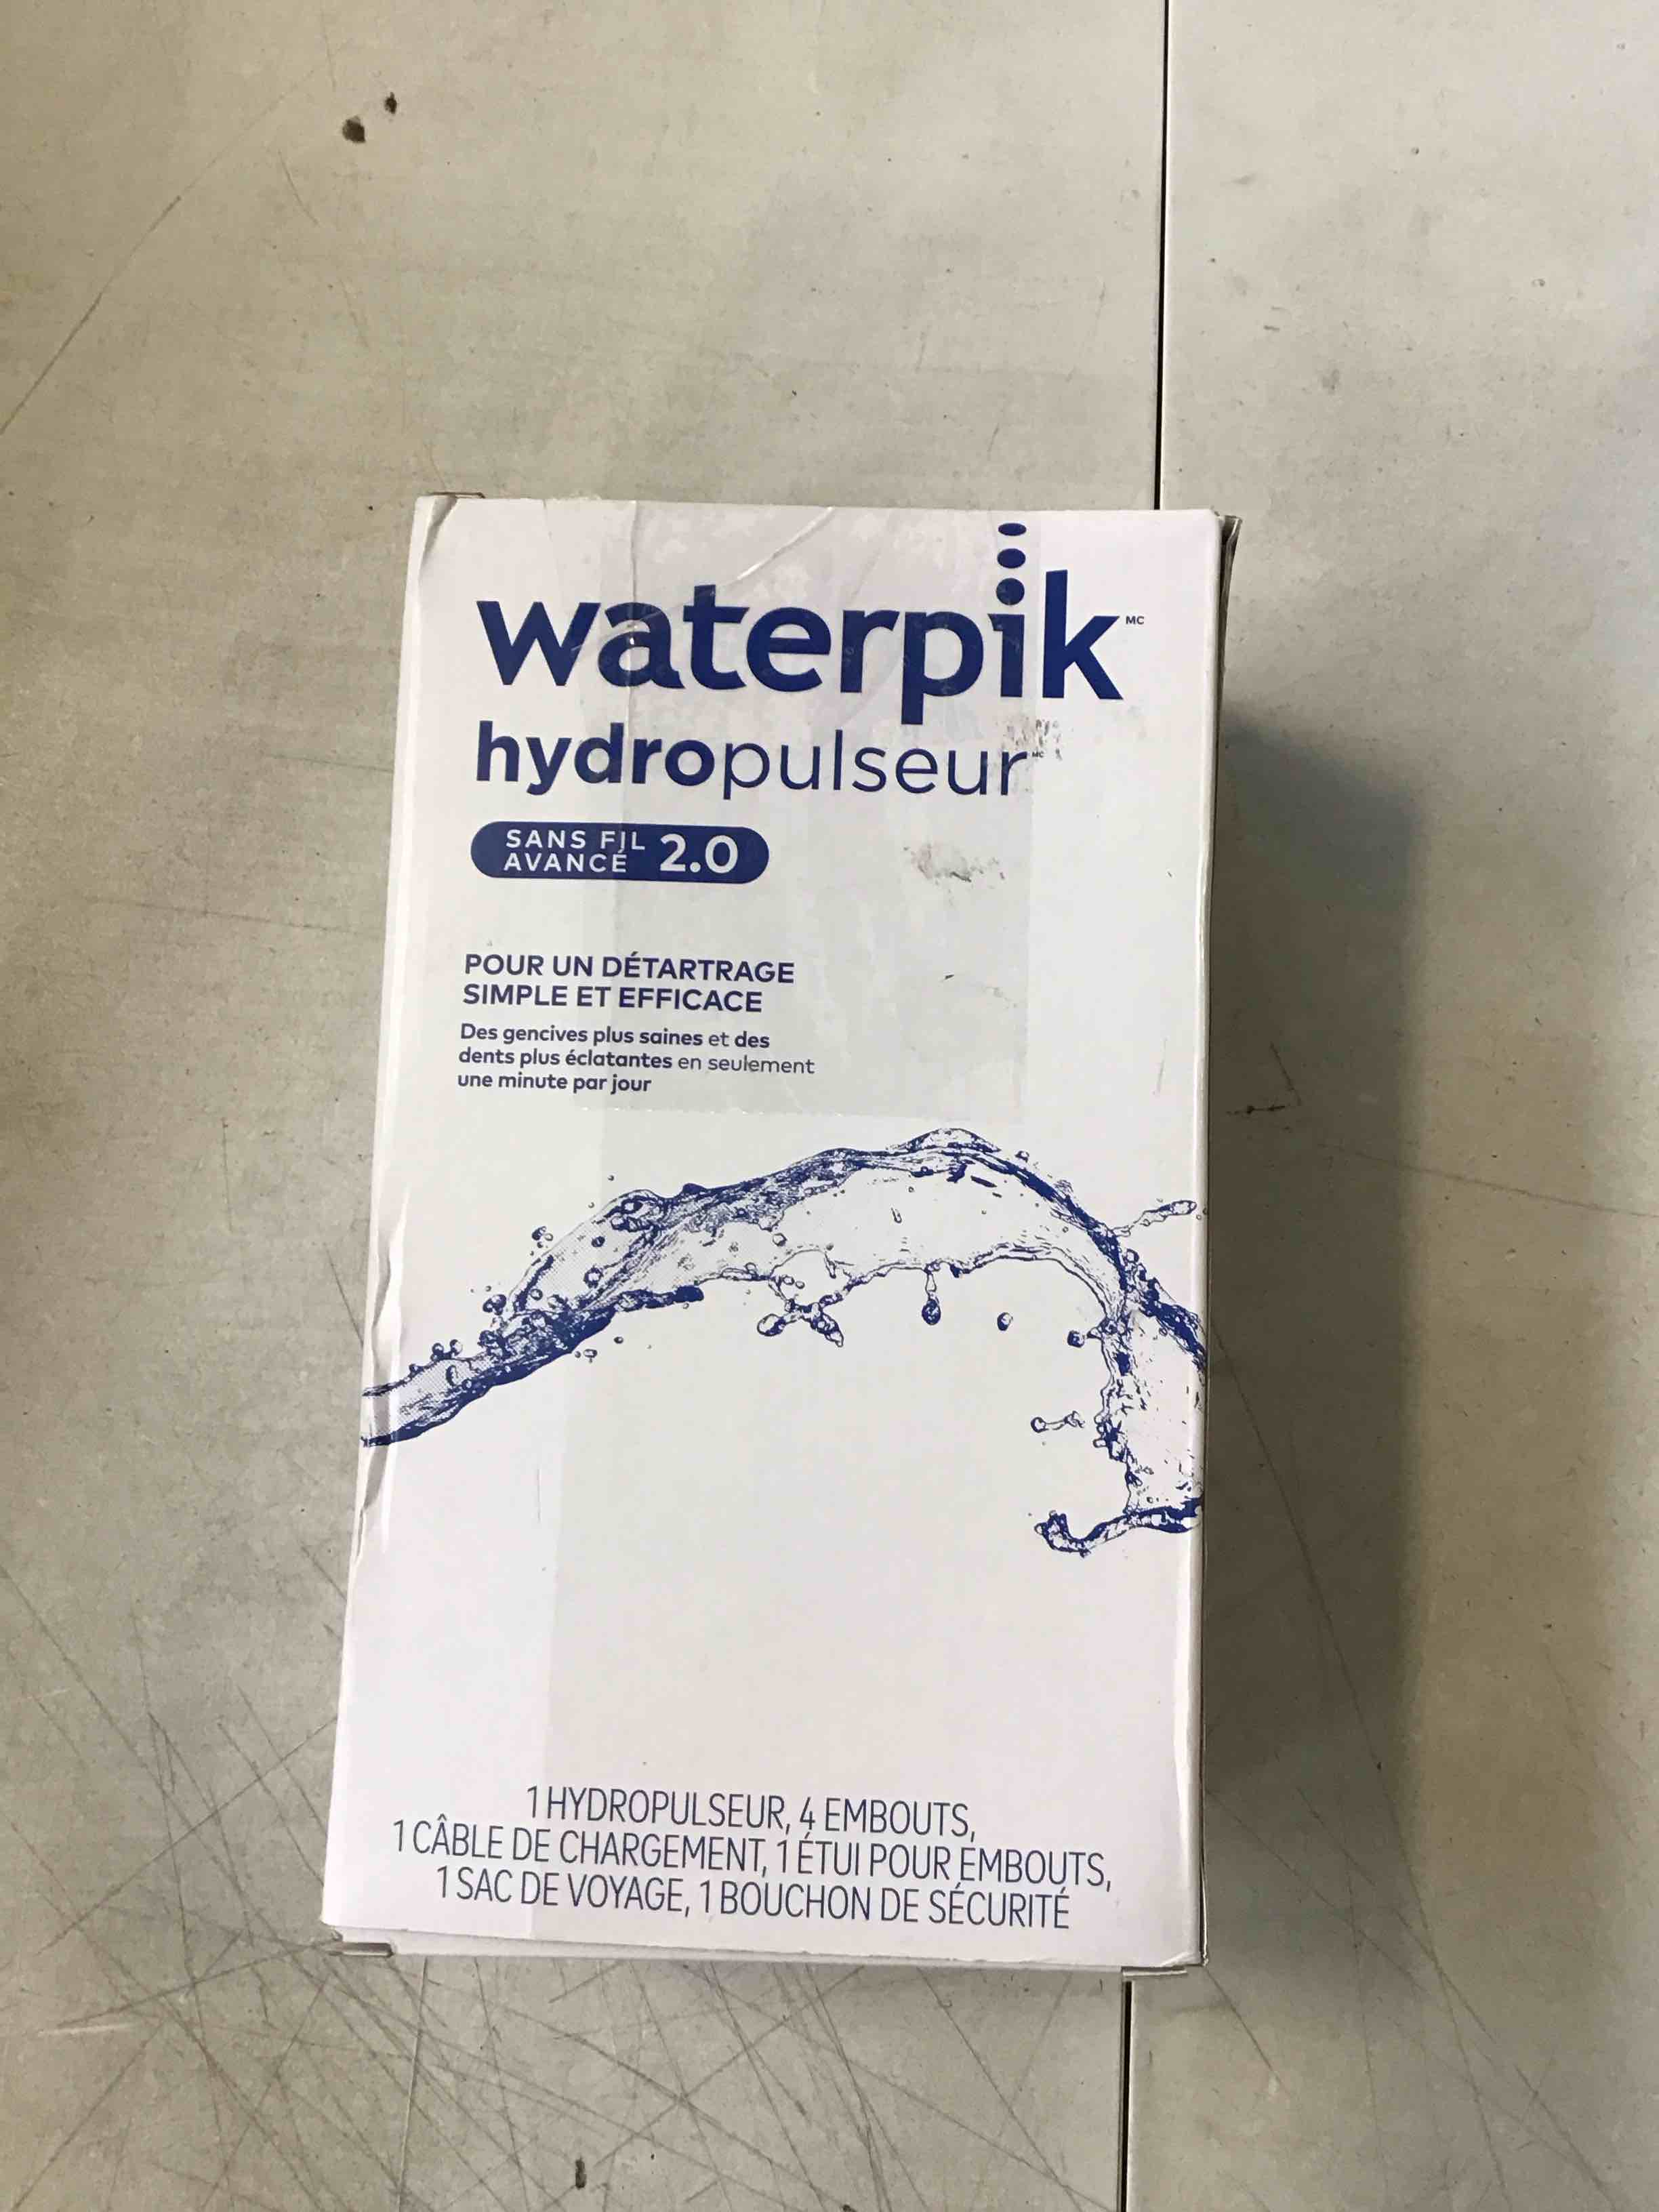 waterpik MC
hydropulseur MC
SANS FIL
AVANCÉ 2.0
POUR UN DÉTARTRAGE
SIMPLE ET EFFICACE
Des gencives plus saines et des
dents plus éclatantes en seulement
une minute par jour
1 HYDROPULSEUR, 4 EMBOUTS,
1 CÂBLE DE CHARGEMENT, 1 ÉTUI POUR EMBOUTS,
1 SAC DE VOYAGE, 1 BOUCHON DE SÉCURITÉ